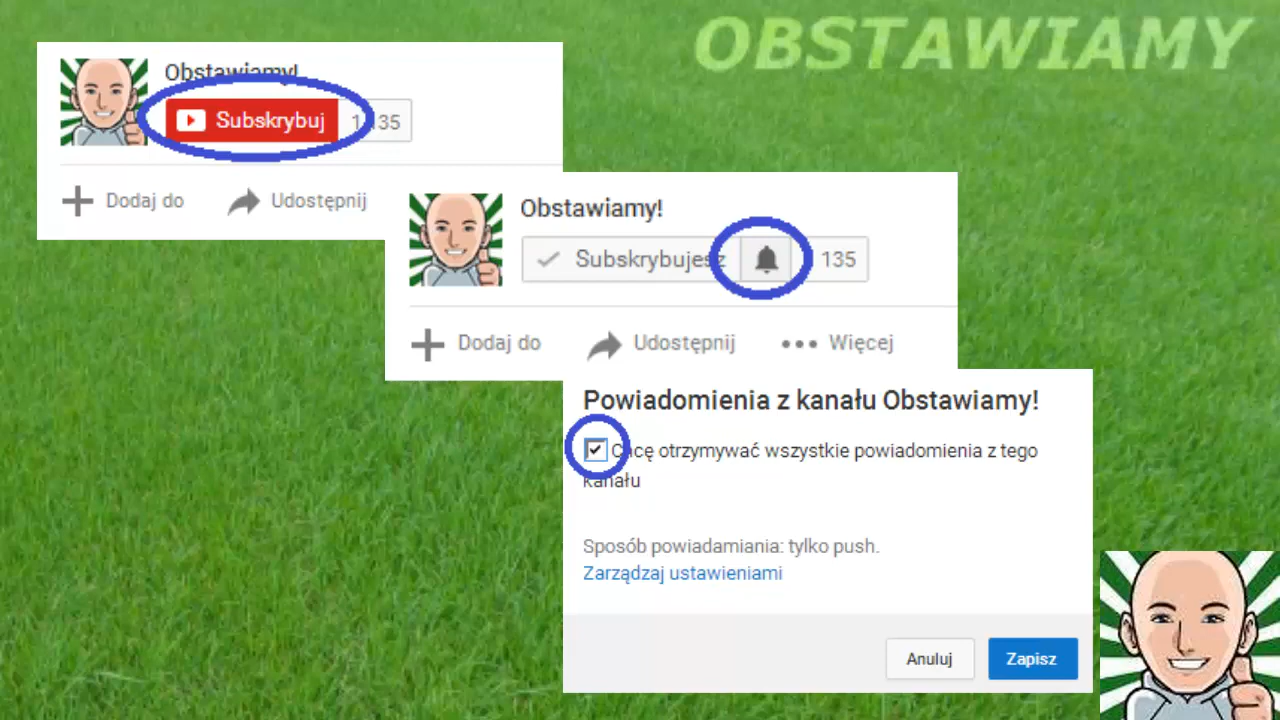 OBSTAWIAMY
Obstawiamy!
Subskrybuj
135
Dodaj do
Udostępnij
Obstawiamy!
Subskrybujesz
135
Dodaj do
Udostępnij
Więcej
Powiadomienia z kanału Obstawiamy!
Chcę otrzymywać wszystkie powiadomienia z tego
kanału
Sposób powiadamiania: tylko push.
Zarządzaj ustawieniami
Anuluj
Zapisz